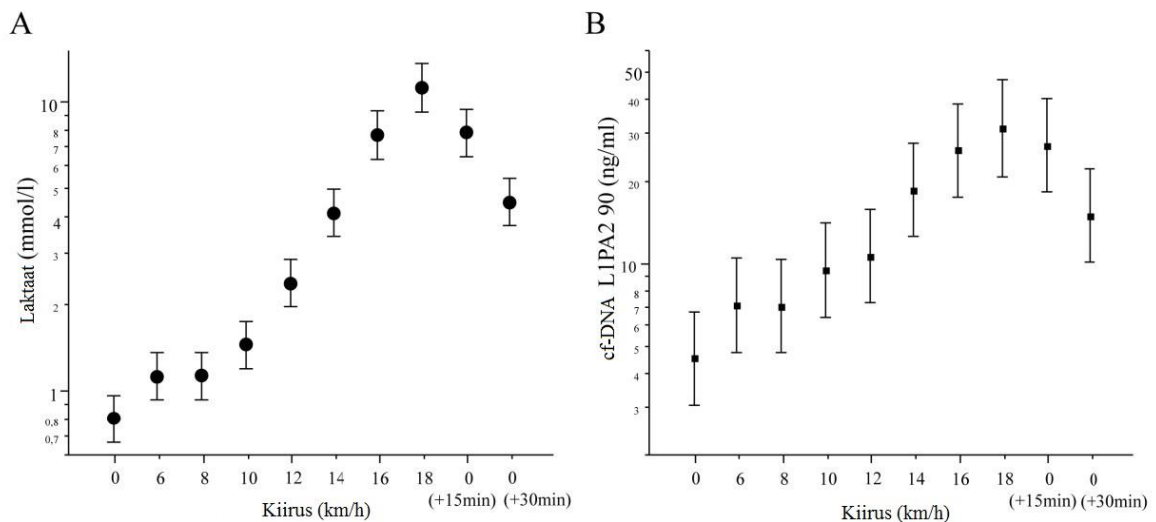 A
Laktaat (mmol/l)
10
8
7
6
5
4
3
2
1
0,8
0,7
0 6 8 10 12 14 16 18 0 0
(+15min) (+30min)
Kiirus (km/h)
B
cf-DNA L1PA2 90 (ng/ml)
50
40
30
20
10
8
7
6
5
4
3
0 6 8 10 12 14 16 18 0 0
(+15min) (+30min)
Kiirus (km/h)